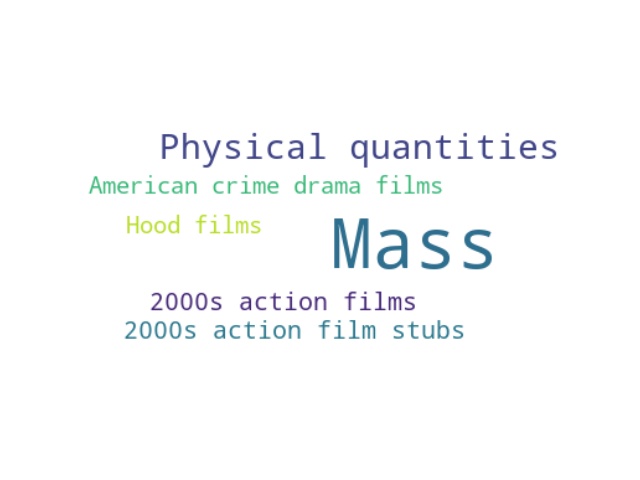 Physical quantities
American crime drama films
Hood films
Mass
2000s action films
2000s action film stubs